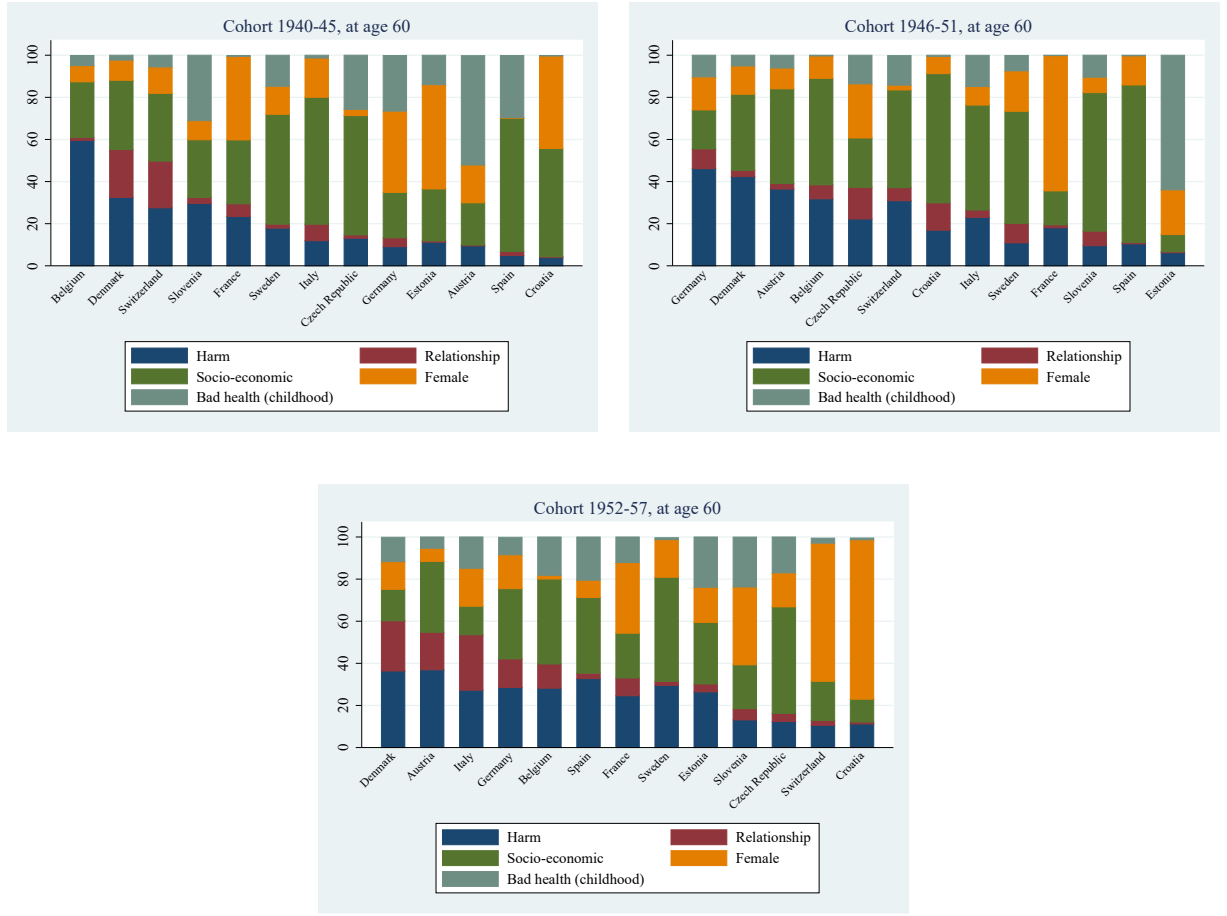 Cohort 1940-45, at age 60
100
80
60
40
20
0
Belgium
Denmark
Switzerland
Slovenia
France
Sweden
Italy
Czech Republic
Germany
Estonia
Austria
Spain
Croatia
Harm
Relationship
Socio-economic
Female
Bad health (childhood)
Cohort 1946-51, at age 60
100
80
60
40
20
0
Germany
Denmark
Austria
Belgium
Czech Republic
Switzerland
Croatia
Italy
Sweden
France
Slovenia
Spain
Estonia
Harm
Relationship
Socio-economic
Female
Bad health (childhood)
Cohort 1952-57, at age 60
100
80
60
40
20
0
Denmark
Austria
Italy
Germany
Belgium
Spain
France
Sweden
Estonia
Slovenia
Czech Republic
Switzerland
Croatia
Harm
Relationship
Socio-economic
Female
Bad health (childhood)